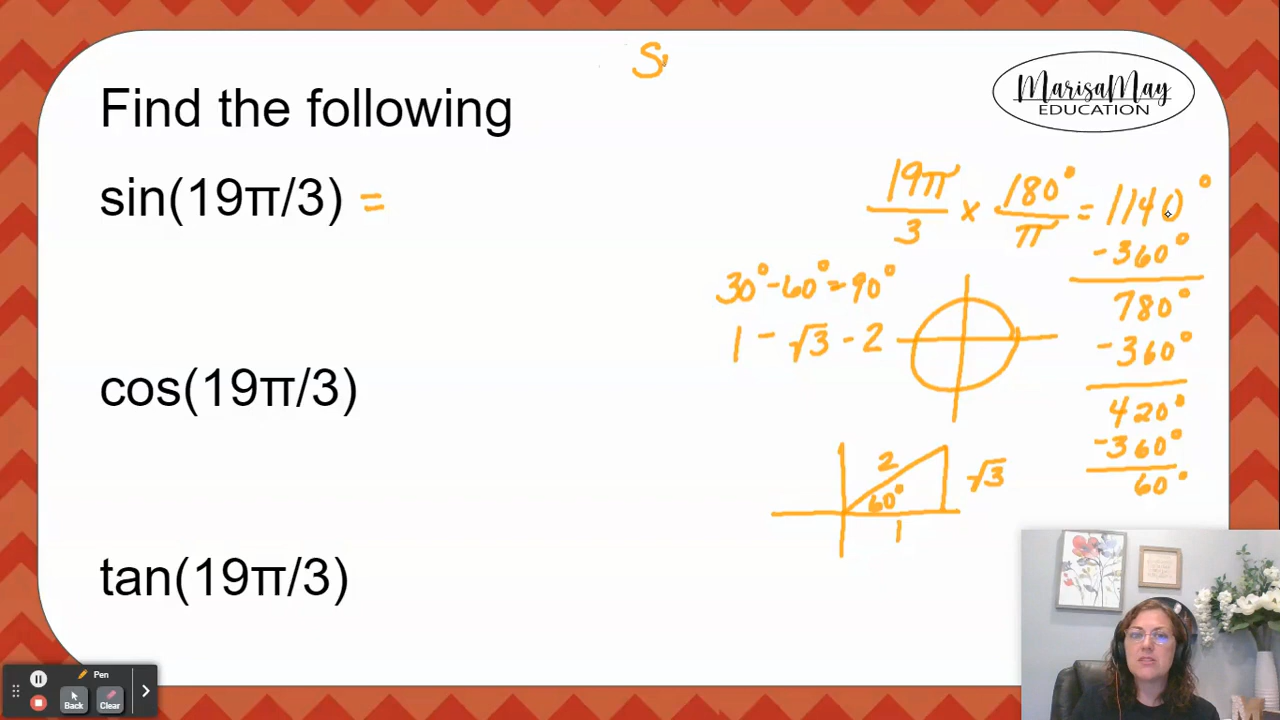 S
MarisaMay
EDUCATION
Find the following
sin(19π/3) =
19π/3 × 180°/π = 1140°
-360°
780°
-360°
420°
-360°
60°
30°-60°-90°
1 - √3 - 2
cos(19π/3)
2
60°
√3
1
tan(19π/3)
Pen
Back
Clear